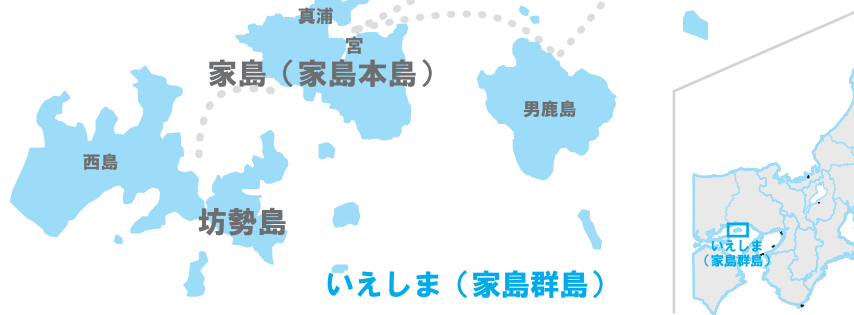 真浦
宮
家島（家島本島）
男鹿島
西島
坊勢島
いえしま（家島群島）
いえしま
（家島群島）